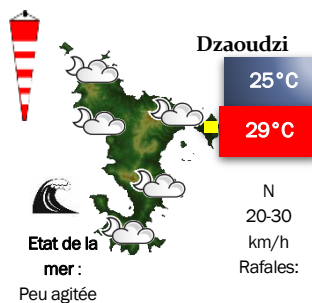 Dzaoudzi
25°C
29°C
N
20-30
km/h
Rafales:
Etat de la
mer :
Peu agitée